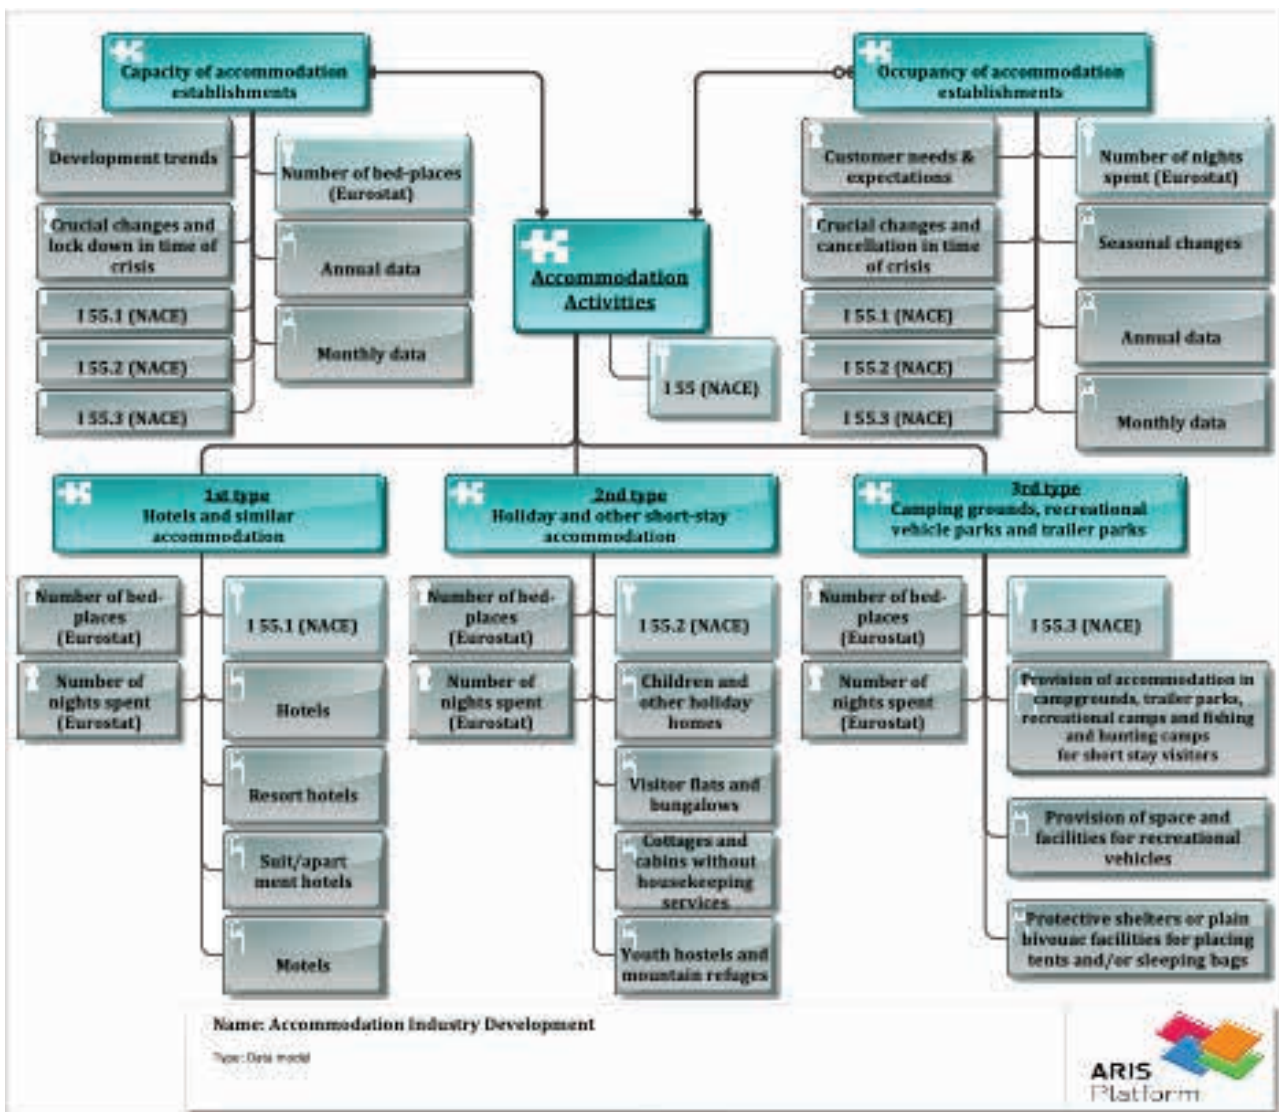 Capacity of accommodation
establishments
Development trends
Crucial changes and
lock down in time of
crisis
I 55.1 (NACE)
I 55.2 (NACE)
I 55.3 (NACE)
Number of bed-places
(Eurostat)
Annual data
Monthly data
Accommodation
Activities
I 55 (NACE)
Occupancy of accommodation
establishments
Customer needs &
expectations
Crucial changes and
cancellation in time
of crisis
I 55.1 (NACE)
I 55.2 (NACE)
I 55.3 (NACE)
Number of nights
spent (Eurostat)
Seasonal changes
Annual data
Monthly data
1st type
Hotels and similar
accommodation
Number of bed-
places
(Eurostat)
Number of
nights spent
(Eurostat)
I 55.1 (NACE)
Hotels
Resort hotels
Suit/apart
ment hotels
Motels
2nd type
Holiday and other short-stay
accommodation
Number of bed-
places
(Eurostat)
Number of
nights spent
(Eurostat)
I 55.2 (NACE)
Children and
other holiday
homes
Visitor flats and
bungalows
Cottages and
cabins without
housekeeping
services
Youth hostels and
mountain refuges
3rd type
Camping grounds, recreational
vehicle parks and trailer parks
Number of bed-
places
(Eurostat)
Number of
nights spent
(Eurostat)
I 55.3 (NACE)
Provision of accommodation in
campgrounds, trailer parks,
recreational camps and fishing
and hunting camps
for short stay visitors
Provision of space and
facilities for recreational
vehicles
Protective shelters or plain
bivouac facilities for placing
tents and/or sleeping bags
Name: Accommodation Industry Development
Type: Data model
ARIS
Platform